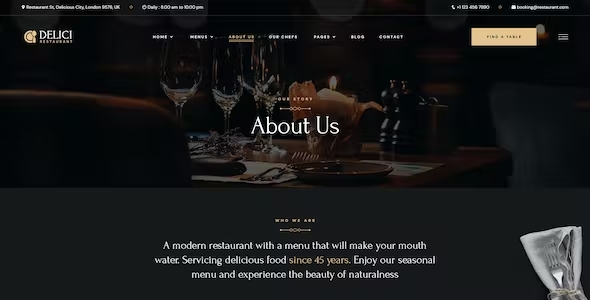 Restaurant St, Delicious City, London 9578, UK
Daily : 8.00 am to 10.00 pm
+1 123 456 7890
booking@restaurant.com
DELICI
RESTAURANT
HOME
MENUS
ABOUT US
OUR CHEFS
PAGES
BLOG
CONTACT
FIND A TABLE
OUR STORY
About Us
WHO WE ARE
A modern restaurant with a menu that will make your mouth
water. Servicing delicious food since 45 years. Enjoy our seasonal
menu and experience the beauty of naturalness